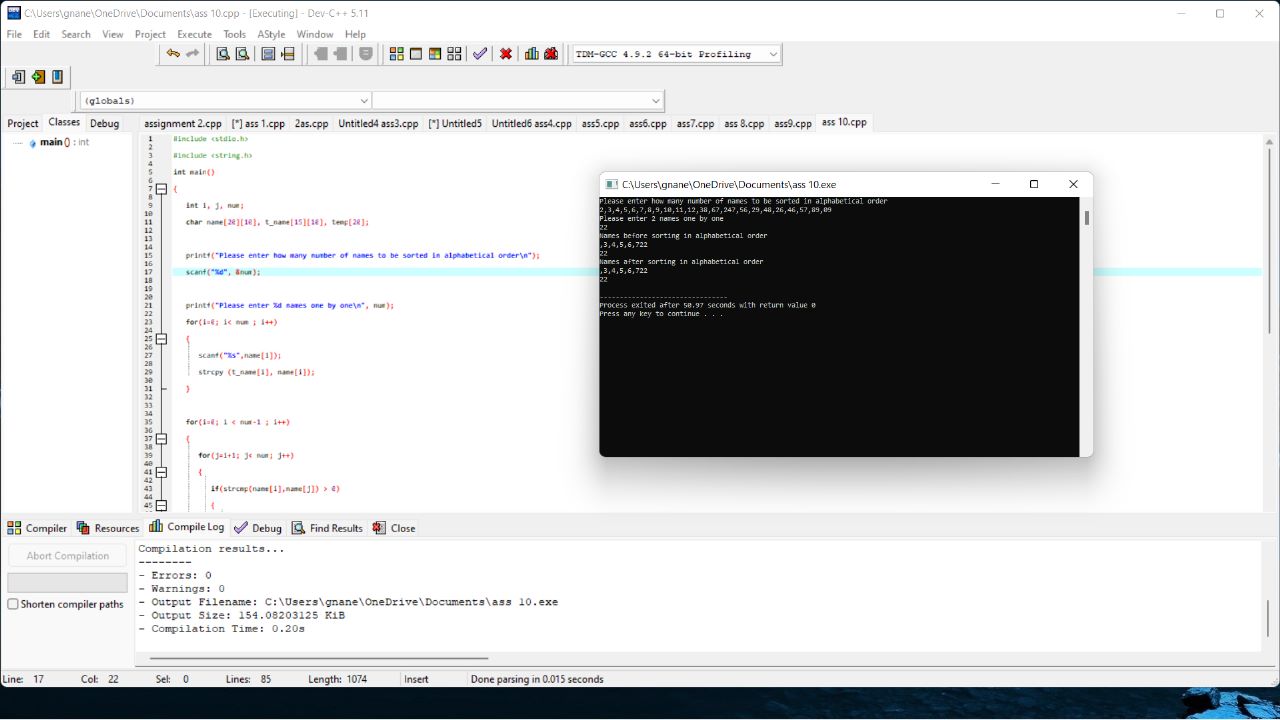 C:\Users\gnane\OneDrive\Documents\ass 10.cpp - [Executing] - Dev-C++ 5.11
File Edit Search View Project Execute Tools AStyle Window Help
TDM-GCC 4.9.2 64-bit Profiling
(globals)
Project Classes Debug
assignment 2.cpp [*] ass 1.cpp 2as.cpp Untitled4 ass3.cpp [*] Untitled5 Untitled6 ass4.cpp ass5.cpp ass6.cpp ass7.cpp ass 8.cpp ass9.cpp ass 10.cpp
main() : int
1 #include <stdio.h>
2
3 #include <string.h>
4
5 int main()
6
7 {
8
9 int i, j, num;
10
11 char name[20][10], t_name[15][10], temp[20];
12
13
14
15 printf("Please enter how many number of names to be sorted in alphabetical order\n");
16
17 scanf("%d", &num);
18
19
20
21 printf("Please enter %d names one by one\n", num);
22
23 for(i=0; i< num ; i++)
24
25 {
26
27 scanf("%s",name[i]);
28
29 strcpy (t_name[i], name[i]);
30
31 }
32
33
34
35 for(i=0; i < num-1 ; i++)
36
37 {
38
39 for(j=i+1; j< num; j++)
40
41 {
42
43 if(strcmp(name[i],name[j]) > 0)
44
45 {
C:\Users\gnane\OneDrive\Documents\ass 10.exe
Please enter how many number of names to be sorted in alphabetical order
2,3,4,5,6,7,8,9,10,11,12,38,67,247,56,29,48,26,46,57,89,09
Please enter 2 names one by one
22
Names before sorting in alphabetical order
,3,4,5,6,722
22
Names after sorting in alphabetical order
,3,4,5,6,722
22
--------------------------------
Process exited after 50.97 seconds with return value 0
Press any key to continue . . .
Compiler Resources Compile Log Debug Find Results Close
Abort Compilation
Shorten compiler paths
Compilation results...
--------
- Errors: 0
- Warnings: 0
- Output Filename: C:\Users\gnane\OneDrive\Documents\ass 10.exe
- Output Size: 154.08203125 KiB
- Compilation Time: 0.20s
Line: 17 Col: 22 Sel: 0 Lines: 85 Length: 1074 Insert Done parsing in 0.015 seconds